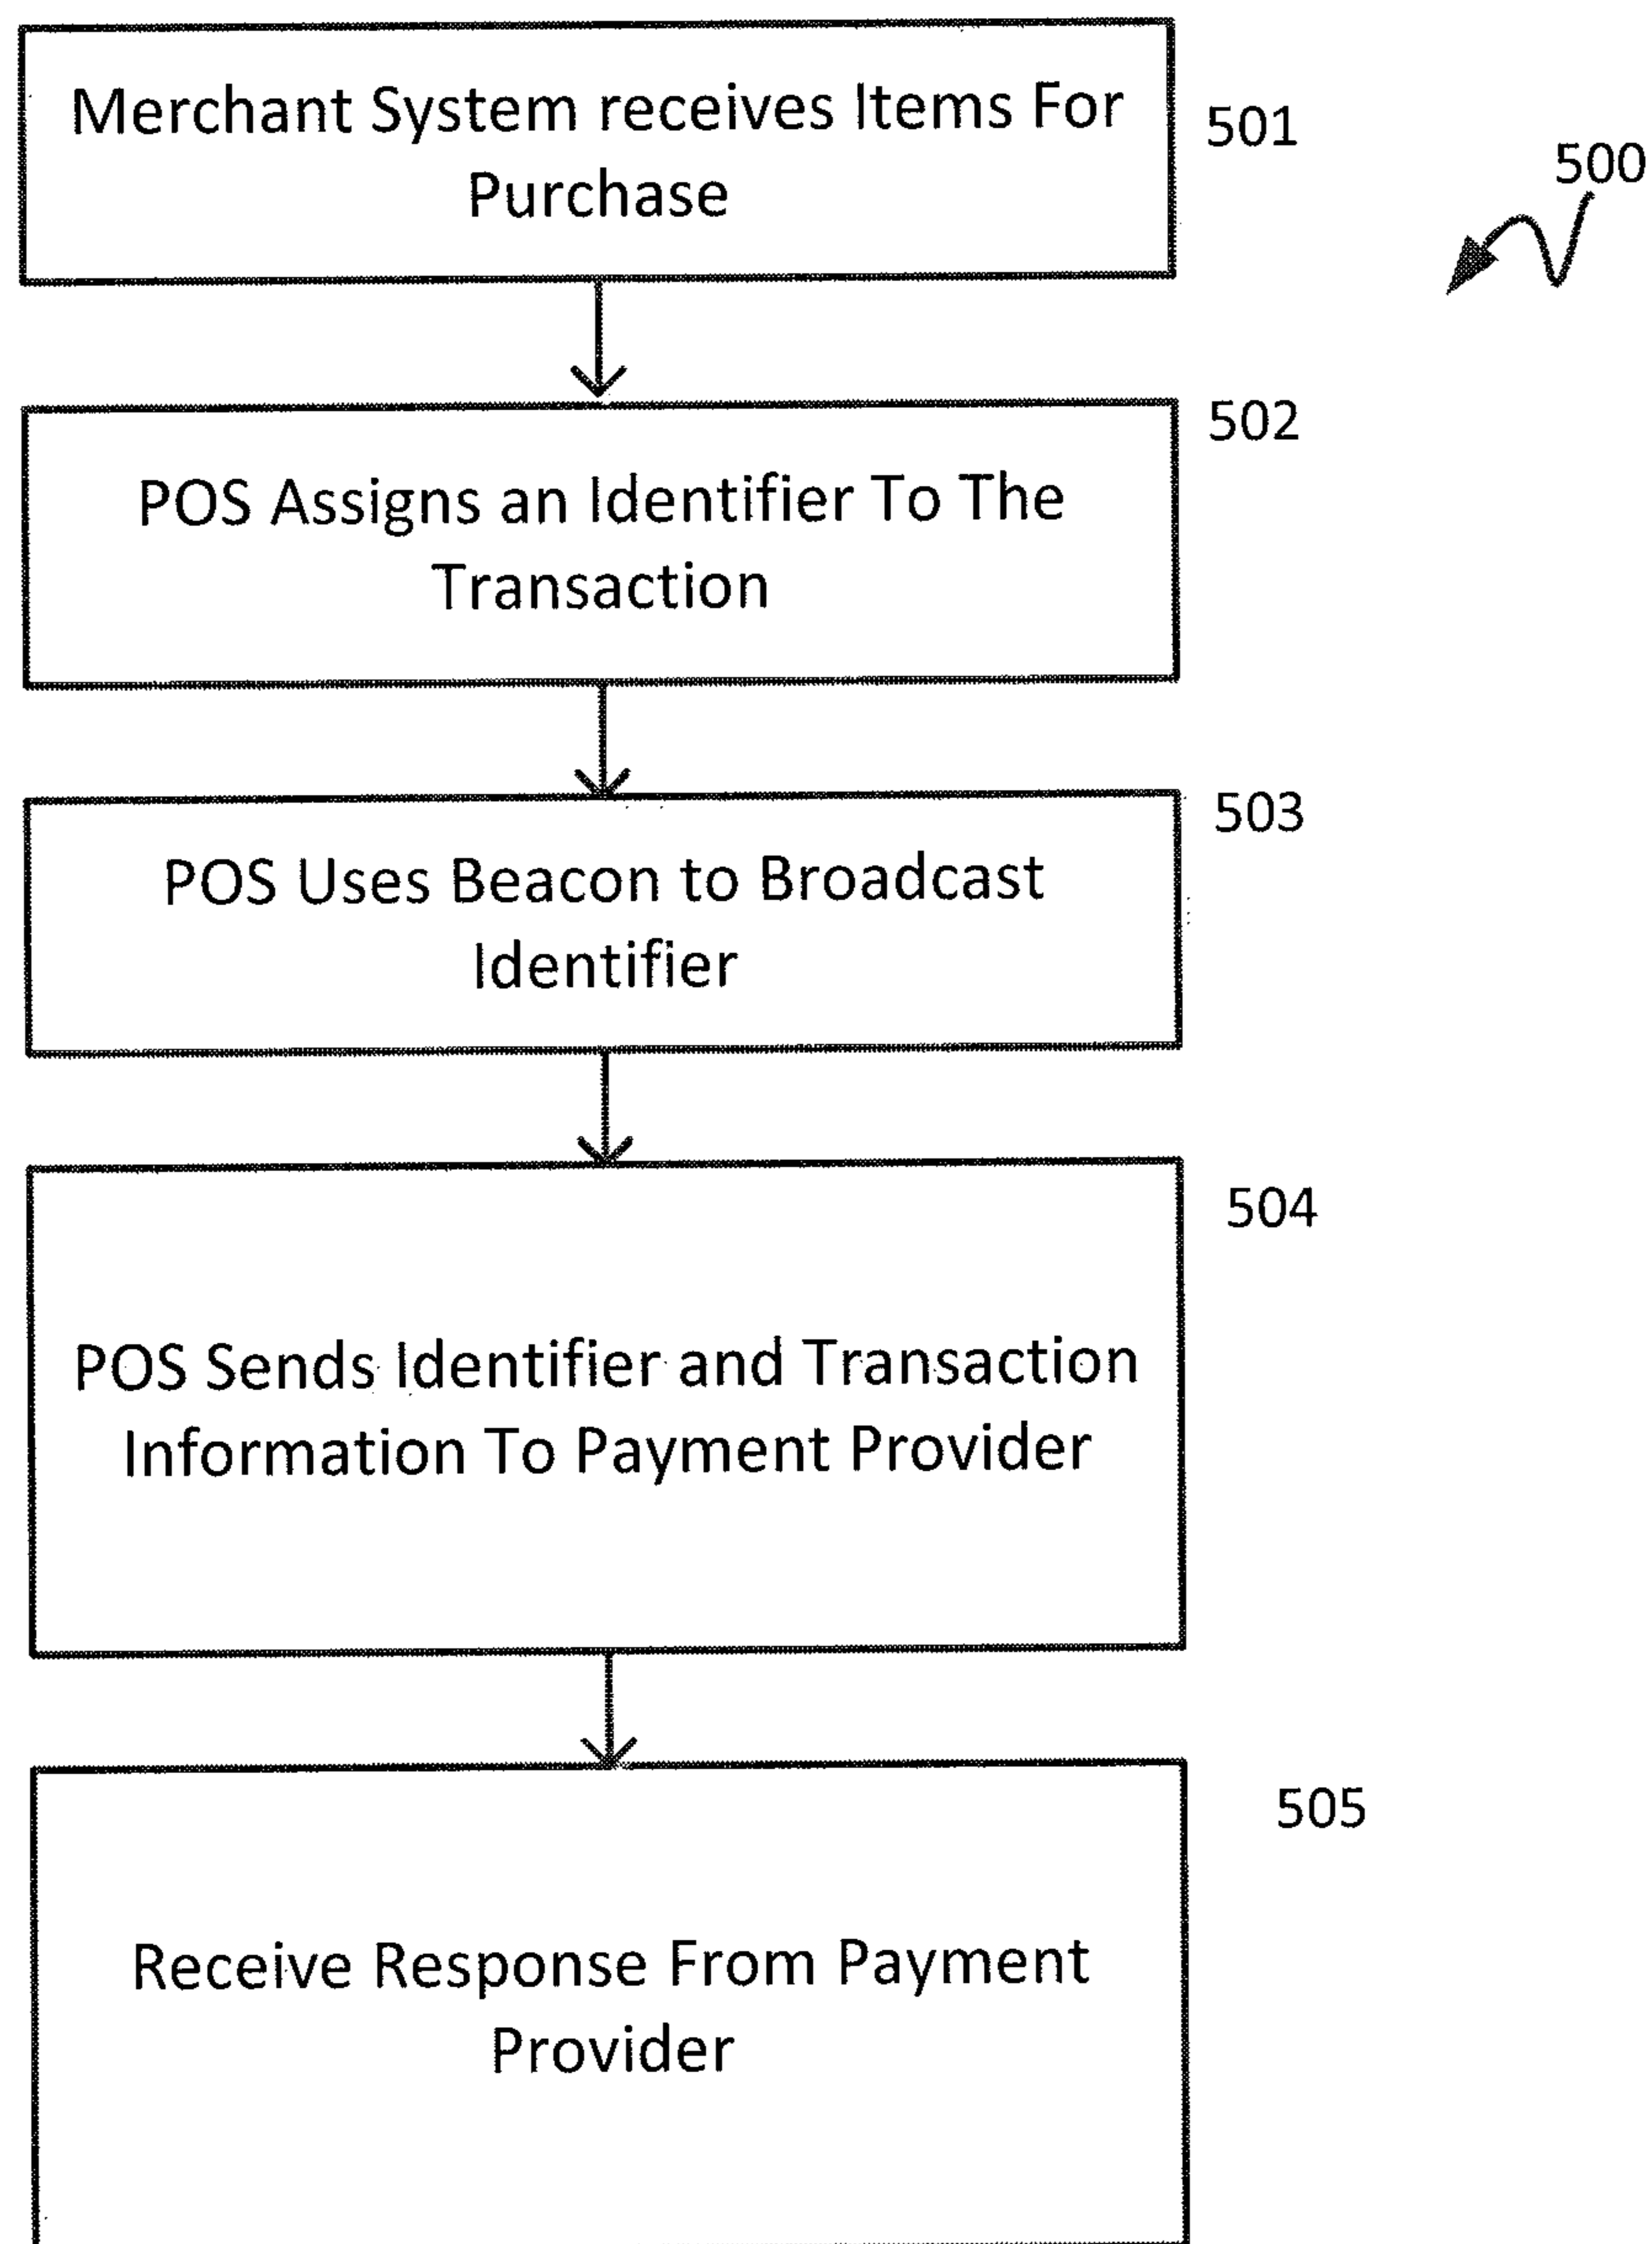 Merchant System receives Items For
Purchase
501
500
POS Assigns an Identifier To The
Transaction
502
POS Uses Beacon to Broadcast
Identifier
503
POS Sends Identifier and Transaction
Information To Payment Provider
504
Receive Response From Payment
Provider
505